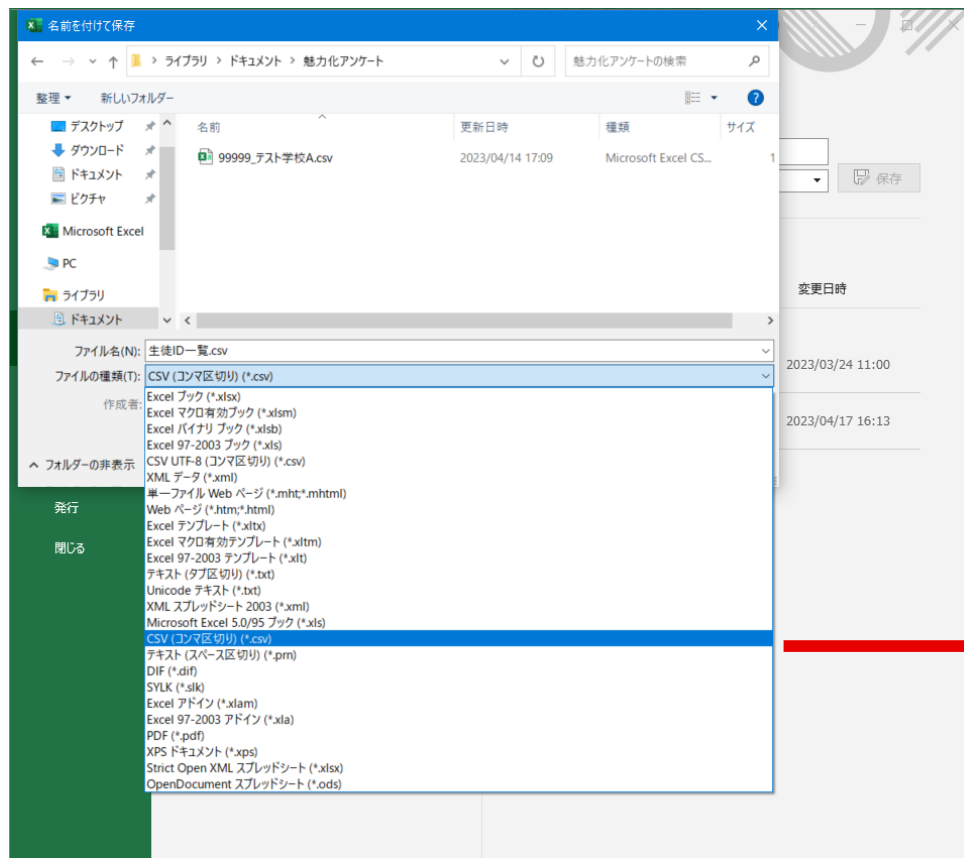 名前を付けて保存
ライブラリ > ドキュメント > 魅力化アンケート
魅力化アンケートの検索
整理
新しいフォルダー
デスクトップ
ダウンロード
ドキュメント
ピクチャ
Microsoft Excel
PC
ライブラリ
ドキュメント
名前 更新日時 種類 サイズ
99999_テスト学校A.csv 2023/04/14 17:09 Microsoft Excel CS... 1
保存
変更日時
2023/03/24 11:00
2023/04/17 16:13
ファイル名(N): 生徒ID一覧.csv
ファイルの種類(T): CSV (コンマ区切り) (*.csv)
作成者:
フォルダーの非表示
Excel ブック (*.xlsx)
Excel マクロ有効ブック (*.xlsm)
Excel バイナリ ブック (*.xlsb)
Excel 97-2003 ブック (*.xls)
CSV UTF-8 (コンマ区切り) (*.csv)
XML データ (*.xml)
単一ファイル Web ページ (*.mht;*.mhtml)
Web ページ (*.htm;*.html)
Excel テンプレート (*.xltx)
Excel マクロ有効テンプレート (*.xltm)
Excel 97-2003 テンプレート (*.xlt)
テキスト (タブ区切り) (*.txt)
Unicode テキスト (*.txt)
XML スプレッドシート 2003 (*.xml)
Microsoft Excel 5.0/95 ブック (*.xls)
CSV (コンマ区切り) (*.csv)
テキスト (スペース区切り) (*.prn)
DIF (*.dif)
SYLK (*.slk)
Excel アドイン (*.xlam)
Excel 97-2003 アドイン (*.xla)
PDF (*.pdf)
XPS ドキュメント (*.xps)
Strict Open XML スプレッドシート (*.xlsx)
OpenDocument スプレッドシート (*.ods)
発行
閉じる